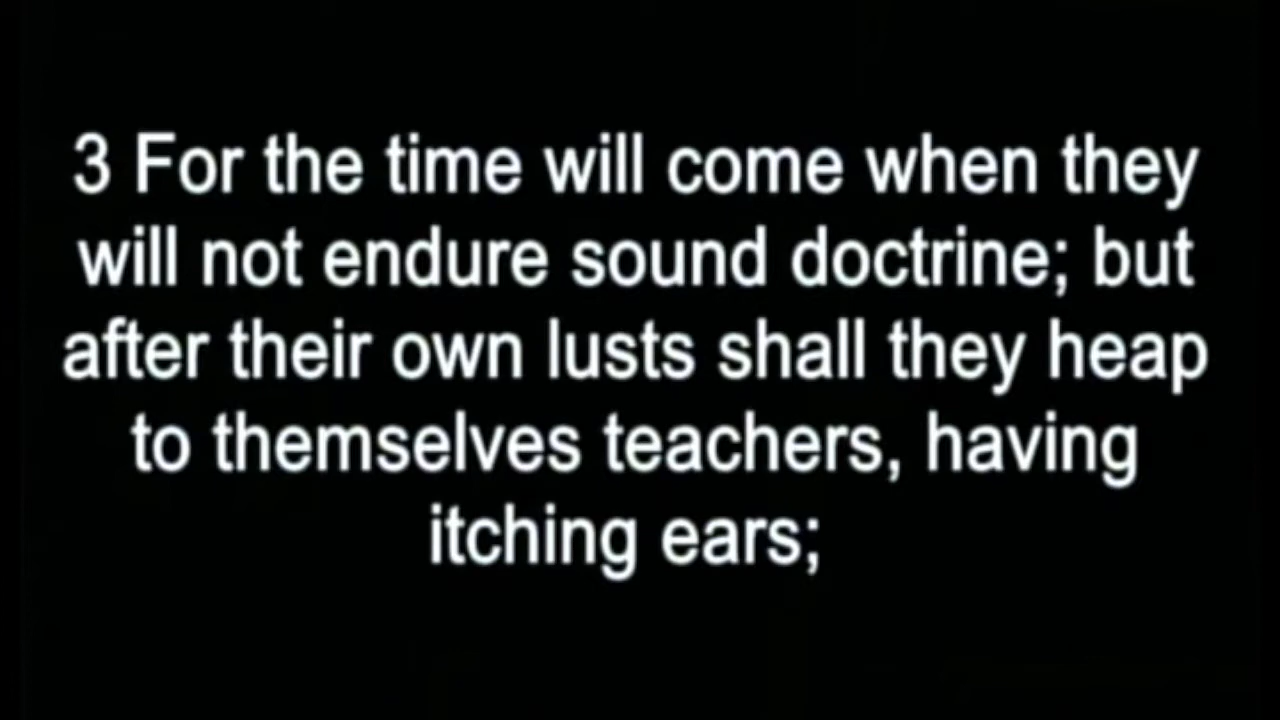 3 For the time will come when they
will not endure sound doctrine; but
after their own lusts shall they heap
to themselves teachers, having
itching ears;